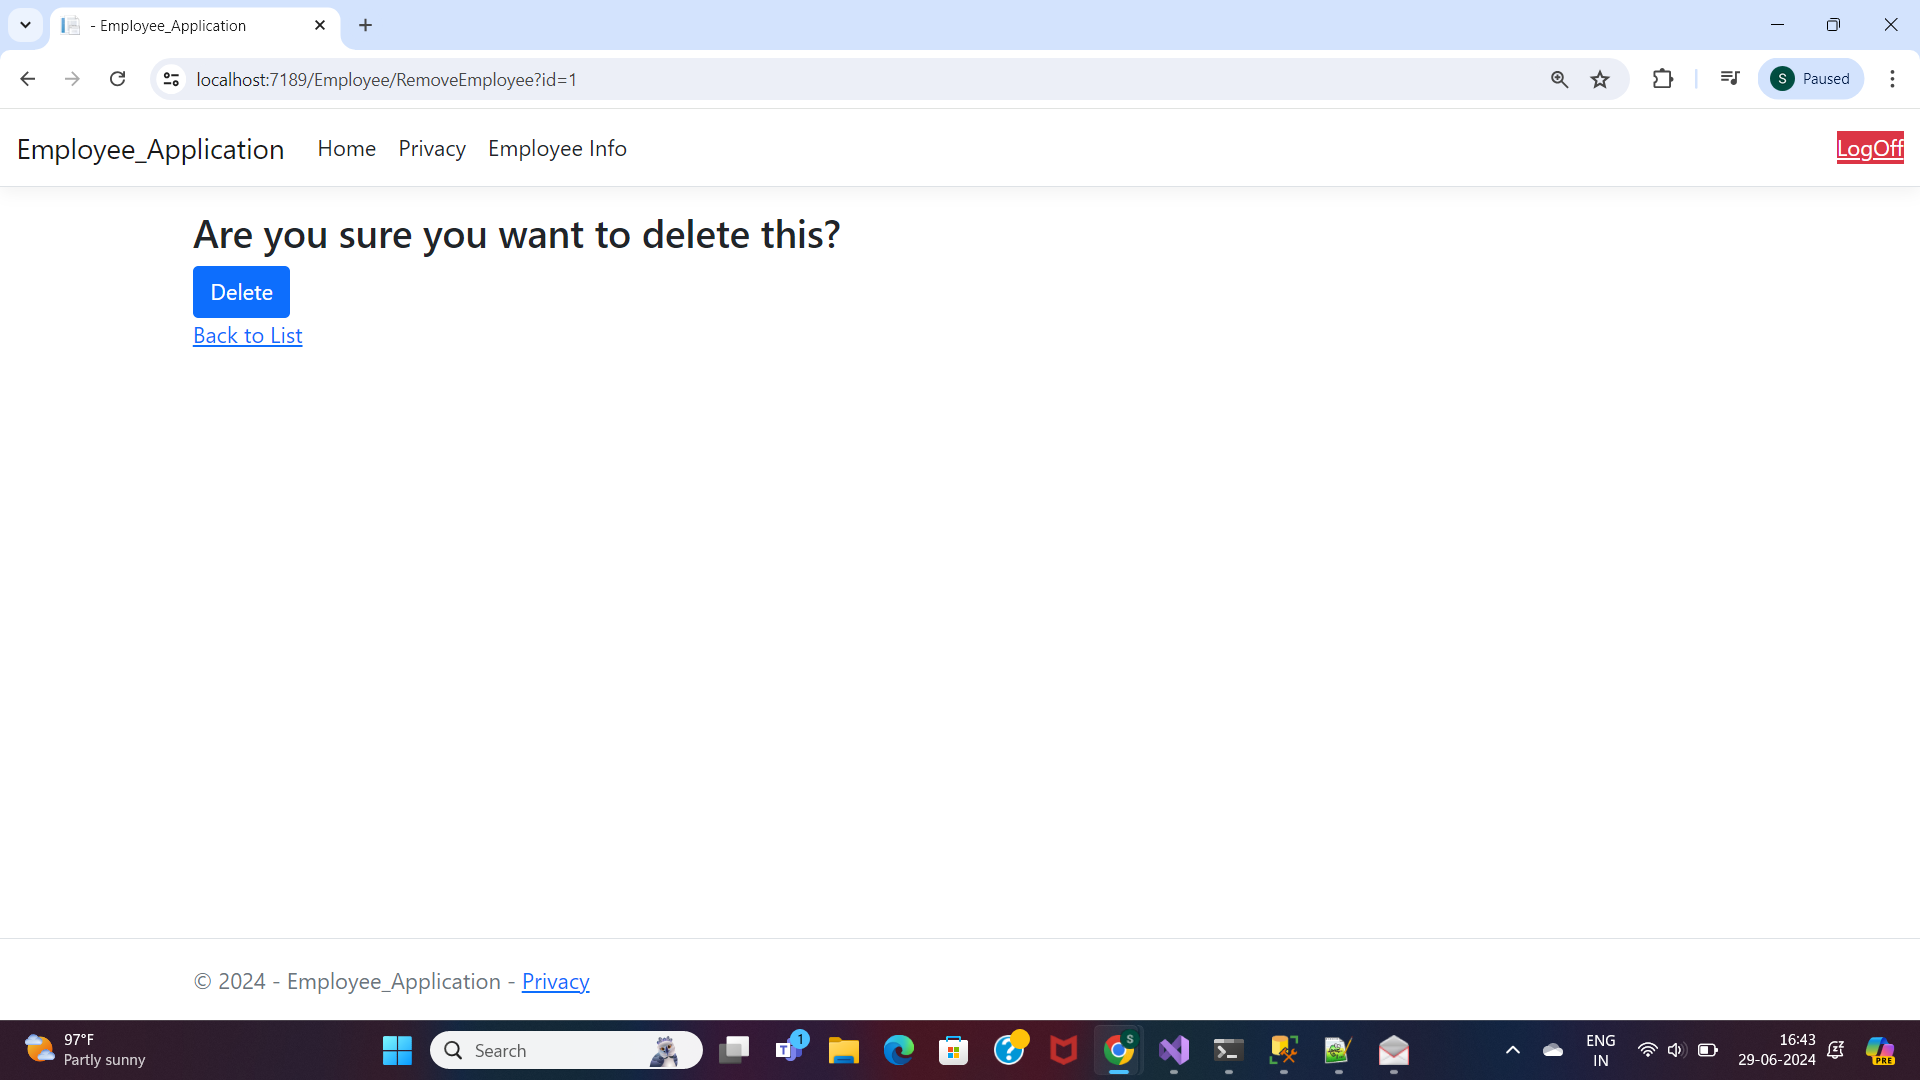 - Employee_Application
localhost:7189/Employee/RemoveEmployee?id=1
S Paused
Employee_Application Home Privacy Employee Info LogOff
Are you sure you want to delete this?
Delete
Back to List
© 2024 - Employee_Application - Privacy
97°F
Partly sunny
Search
T 1
?
S
ENG
IN
16:43
29-06-2024
PRE